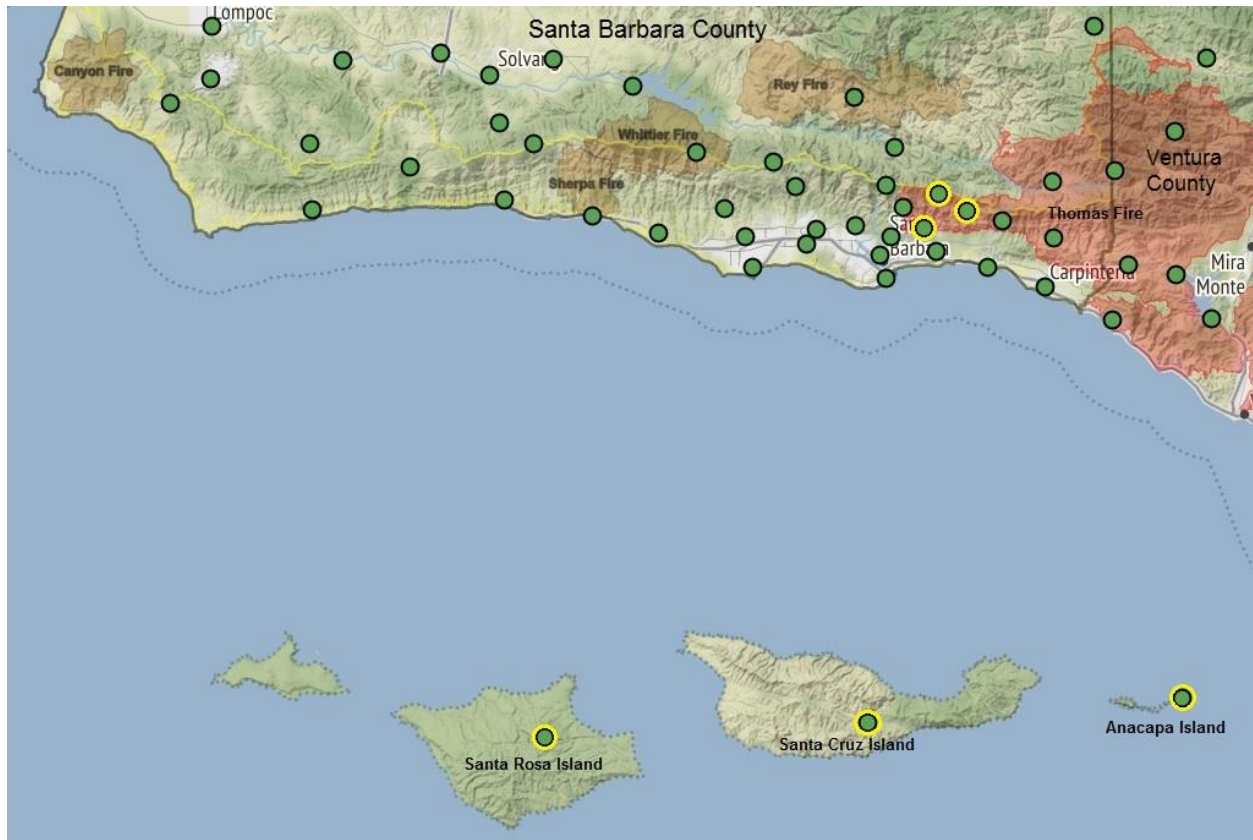 Lompoc
Santa Barbara County
Canyon Fire
Solvang
Rey Fire
Whittier Fire
Sherpa Fire
Ventura
County
Thomas Fire
Barbara
Carpinteria
Mira
Monte
Santa Rosa Island
Santa Cruz Island
Anacapa Island